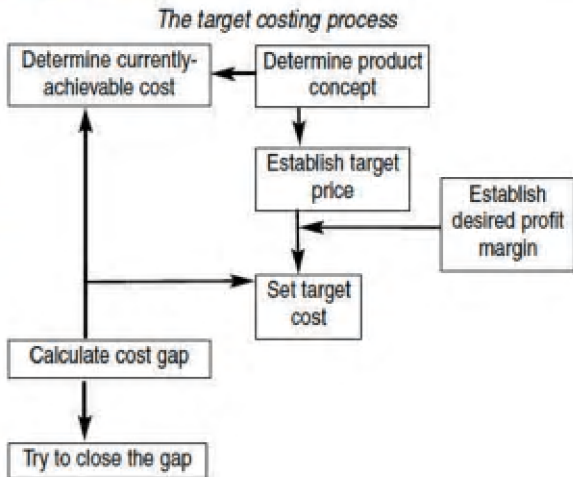 The target costing process
Determine currently-
achievable cost
Determine product
concept
Establish target
price
Establish
desired profit
margin
Set target
cost
Calculate cost gap
Try to close the gap